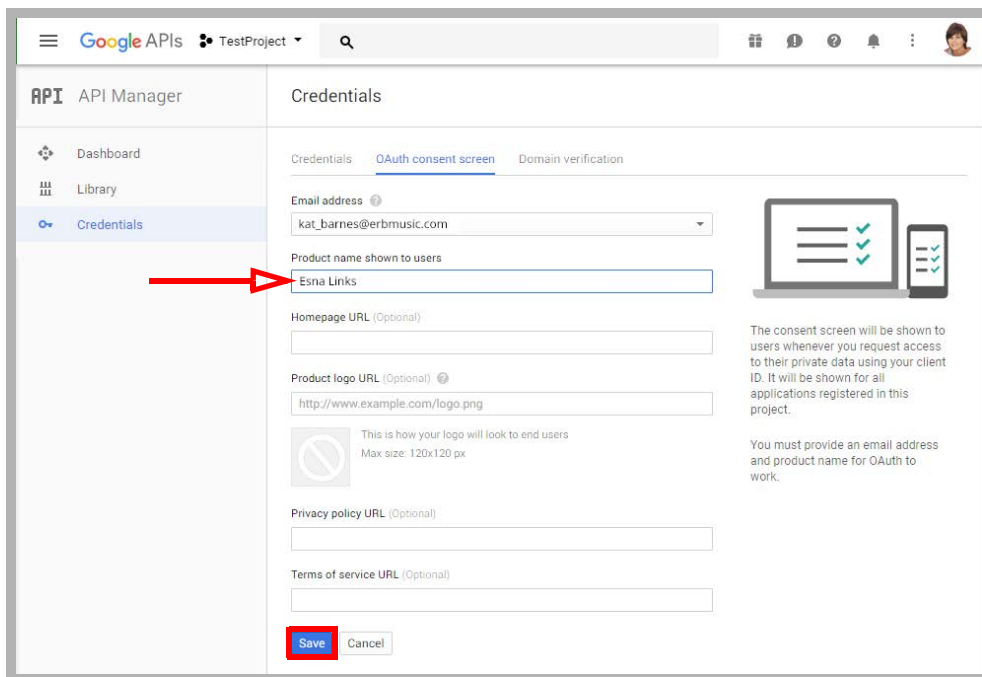 Google APIs TestProject
API API Manager
Credentials
Dashboard
Library
Credentials
Credentials OAuth consent screen Domain verification
Email address
kat_barnes@erbmusic.com
Product name shown to users
Esna Links
Homepage URL (Optional)
Product logo URL (Optional)
http://www.example.com/logo.png
This is how your logo will look to end users
Max size: 120x120 px
Privacy policy URL (Optional)
Terms of service URL (Optional)
Save Cancel
The consent screen will be shown to
users whenever you request access
to their private data using your client
ID. It will be shown for all
applications registered in this
project.
You must provide an email address
and product name for OAuth to
work.